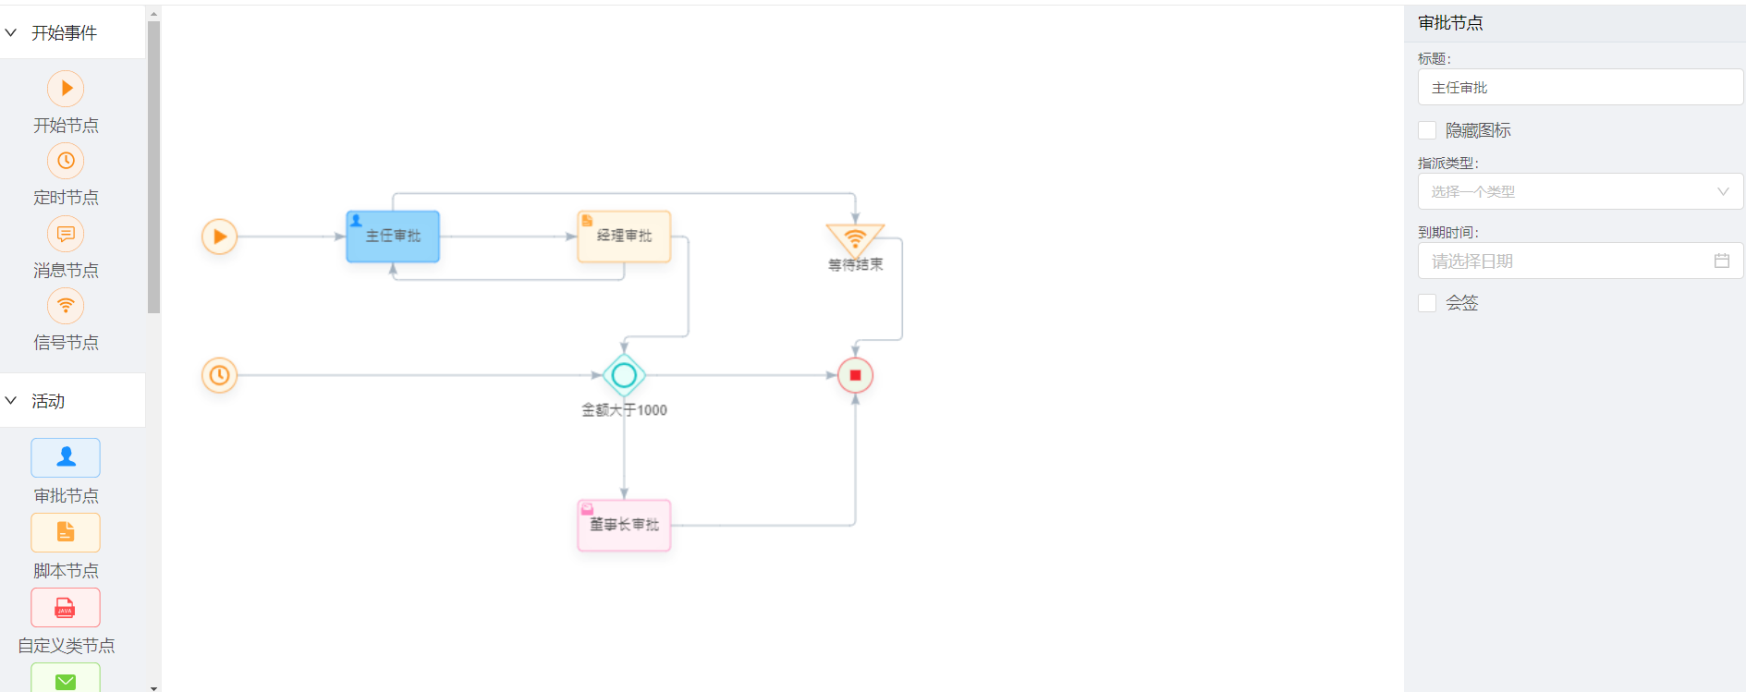 开始事件
开始节点
定时节点
消息节点
信号节点
活动
审批节点
脚本节点
自定义类节点
主任审批
经理审批
等待结束
金额大于1000
董事长审批
审批节点
标题:
主任审批
隐藏图标
指派类型:
选择一个类型
到期时间:
请选择日期
会签